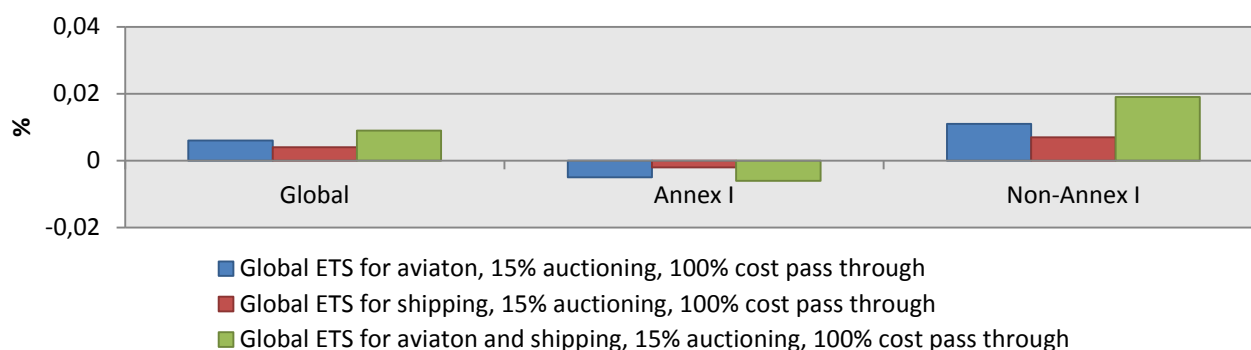 0,04
0,02
%
0
Global Annex I Non-Annex I
-0,02
Global ETS for aviaton, 15% auctioning, 100% cost pass through
Global ETS for shipping, 15% auctioning, 100% cost pass through
Global ETS for aviaton and shipping, 15% auctioning, 100% cost pass through